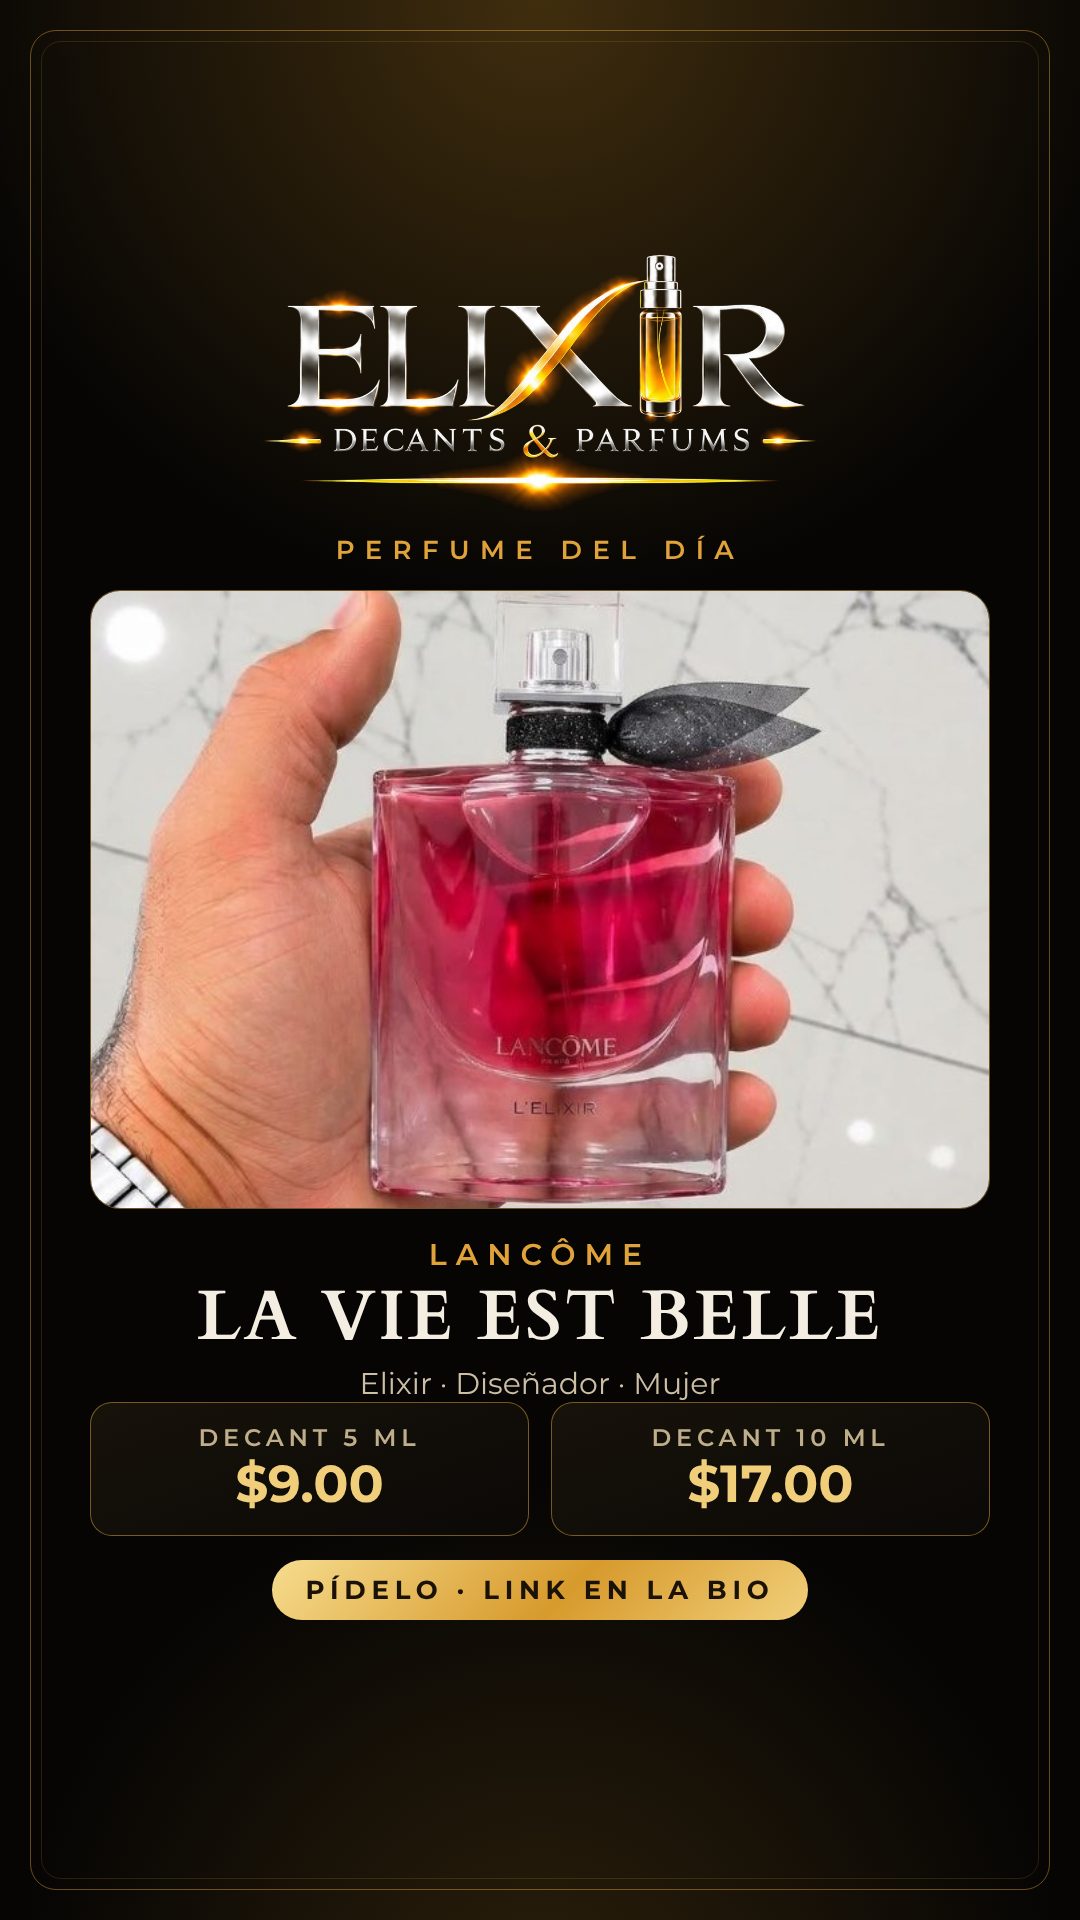 ELIXIR
DECANTS & PARFUMS
PERFUME DEL DÍA
LANCÔME
L'ELIXIR
LANCÔME
LA VIE EST BELLE
Elixir · Diseñador · Mujer
DECANT 5 ML
$9.00
DECANT 10 ML
$17.00
PÍDELO · LINK EN LA BIO